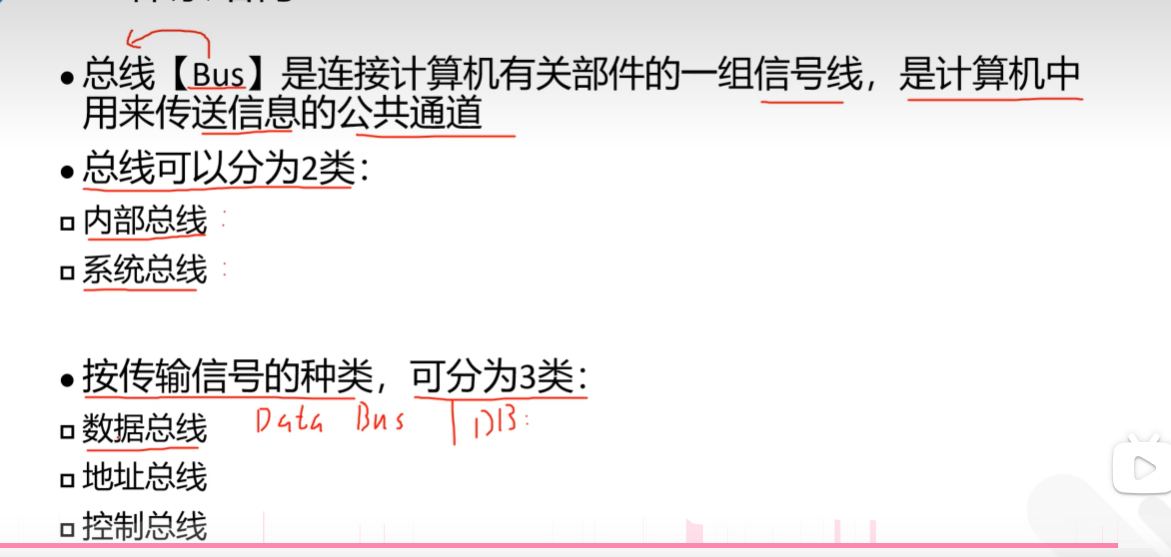 总线【Bus】是连接计算机有关部件的一组信号线，是计算机中
用来传送信息的公共通道
总线可以分为2类：
内部总线：
系统总线：
按传输信号的种类，可分为3类：
数据总线 Data Bus DB:
地址总线
控制总线